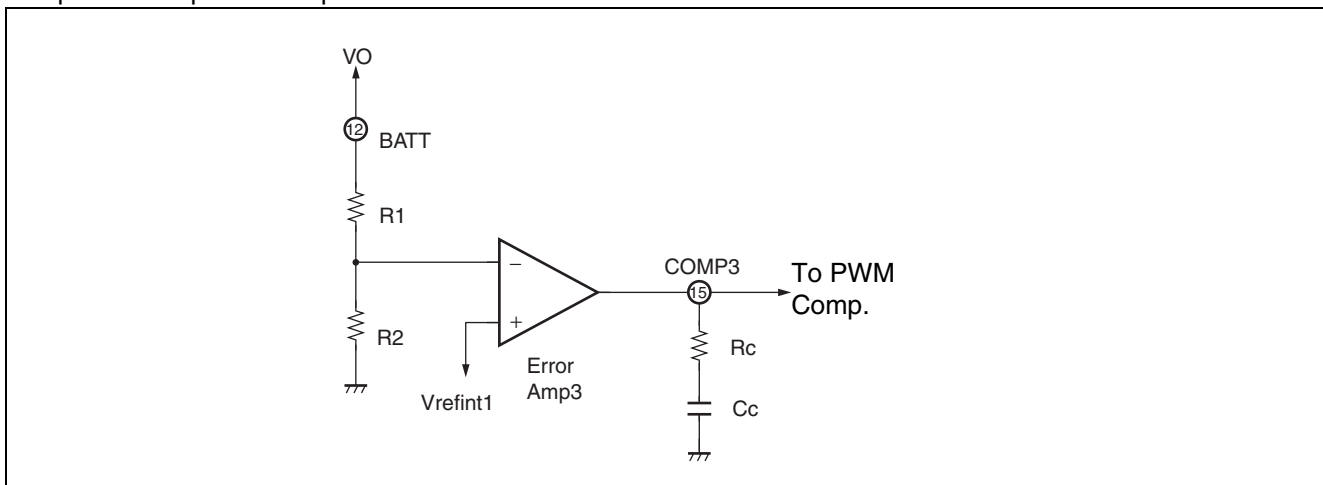 VO
12 BATT
R1
R2
−
+
Vrefint1
Error
Amp3
COMP3
15
To PWM
Comp.
Rc
Cc